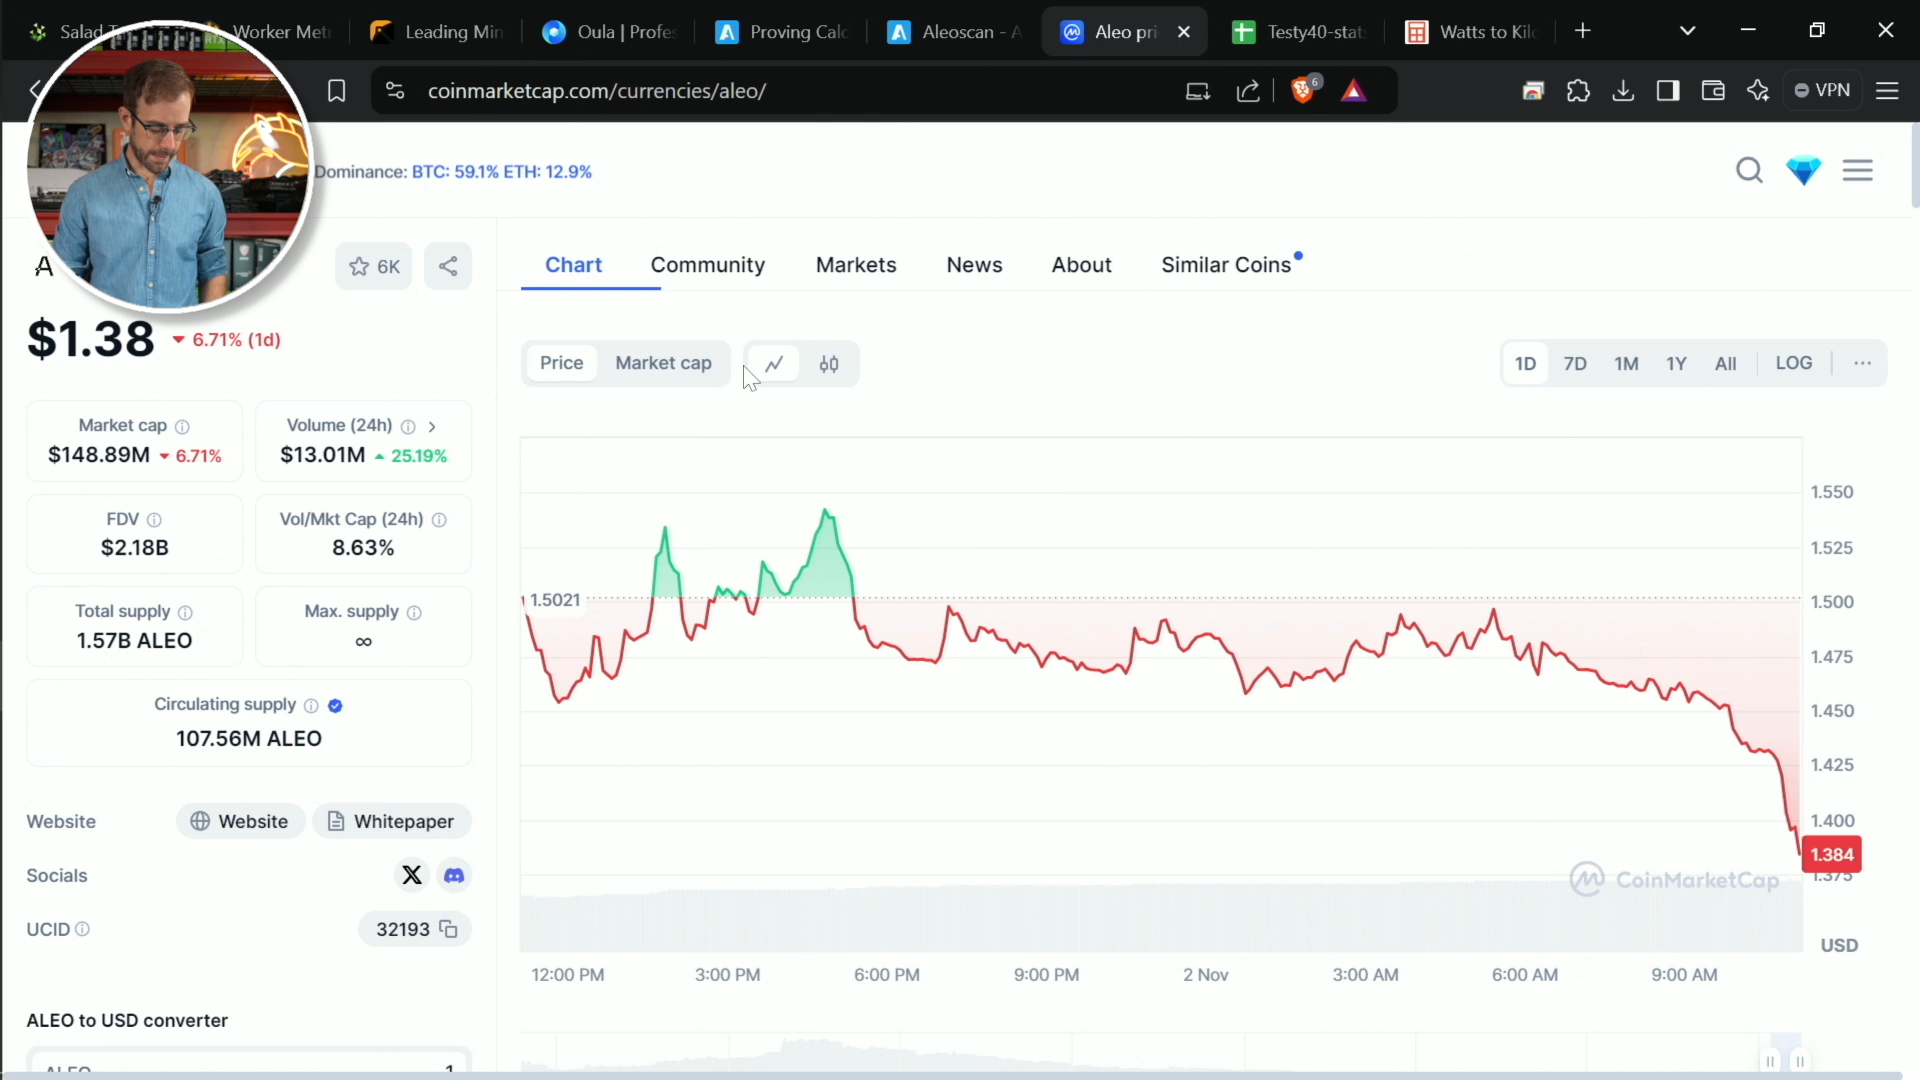 Salad T
Worker Met
Leading Min
Oula | Profes
Proving Calc
Aleoscan - A
Aleo pri
Testy40-stat
Watts to Kilo
coinmarketcap.com/currencies/aleo/
6
VPN
Dominance: BTC: 59.1% ETH: 12.9%
A
6K
$1.38
6.71% (1d)
Chart
Community
Markets
News
About
Similar Coins
Price
Market cap
1D
7D
1M
1Y
All
LOG
Market cap
$148.89M 6.71%
Volume (24h)
$13.01M 25.19%
FDV
$2.18B
Vol/Mkt Cap (24h)
8.63%
Total supply
1.57B ALEO
Max. supply
∞
Circulating supply
107.56M ALEO
Website
Website
Whitepaper
Socials
UCID
32193
ALEO to USD converter
ALEO
1
1.5021
1.550
1.525
1.500
1.475
1.450
1.425
1.400
1.384
1.375
CoinMarketCap
USD
12:00 PM
3:00 PM
6:00 PM
9:00 PM
2 Nov
3:00 AM
6:00 AM
9:00 AM